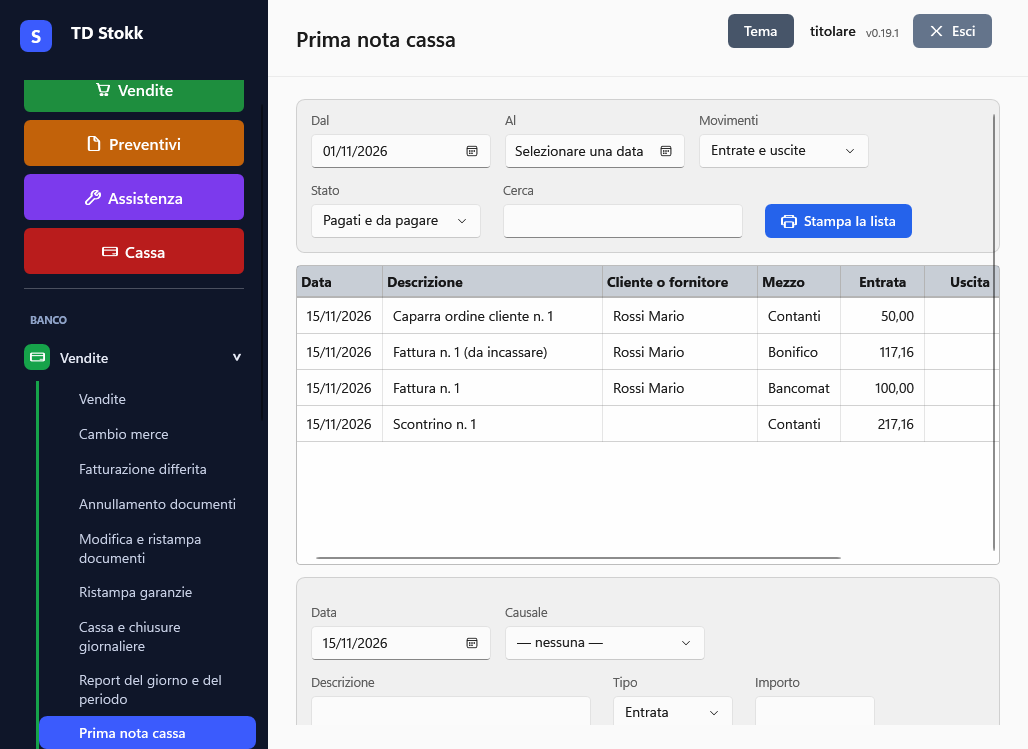 S
TD Stokk
Prima nota cassa
Tema
titolare
v0.19.1
Esci
Vendite
Preventivi
Assistenza
Cassa
BANCO
Vendite
Vendite
Cambio merce
Fatturazione differita
Annullamento documenti
Modifica e ristampa
documenti
Ristampa garanzie
Cassa e chiusure
giornaliere
Report del giorno e del
periodo
Prima nota cassa
Dal
Al
Movimenti
01/11/2026
Selezionare una data
Entrate e uscite
Stato
Cerca
Pagati e da pagare
Stampa la lista
Data Descrizione Cliente o fornitore Mezzo Entrata Uscita
15/11/2026 Caparra ordine cliente n. 1 Rossi Mario Contanti 50,00
15/11/2026 Fattura n. 1 (da incassare) Rossi Mario Bonifico 117,16
15/11/2026 Fattura n. 1 Rossi Mario Bancomat 100,00
15/11/2026 Scontrino n. 1 Contanti 217,16
Data
Causale
15/11/2026
— nessuna —
Descrizione
Tipo
Importo
Entrata